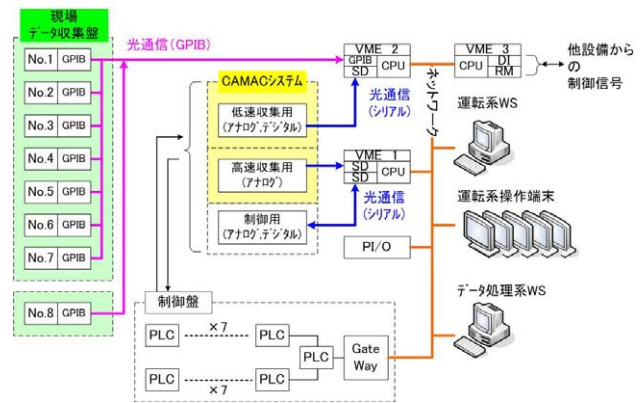 現場
データ収集盤
No.1 GPIB
No.2 GPIB
No.3 GPIB
No.4 GPIB
No.5 GPIB
No.6 GPIB
No.7 GPIB
No.8 GPIB
光通信(GPIB)
CAMACシステム
低速収集用
(アナログ,デジタル)
高速収集用
(アナログ)
制御用
(アナログ,デジタル)
VME 2
GPIB
SD
CPU
光通信
(シリアル)
VME 1
SD
SD
CPU
光通信
(シリアル)
PI/O
ネットワーク
VME 3
CPU
DI
RM
他設備から
の
制御信号
運転系WS
運転系操作端末
データ処理系WS
制御盤
PLC ×7 PLC
PLC
PLC ×7 PLC
Gate
Way